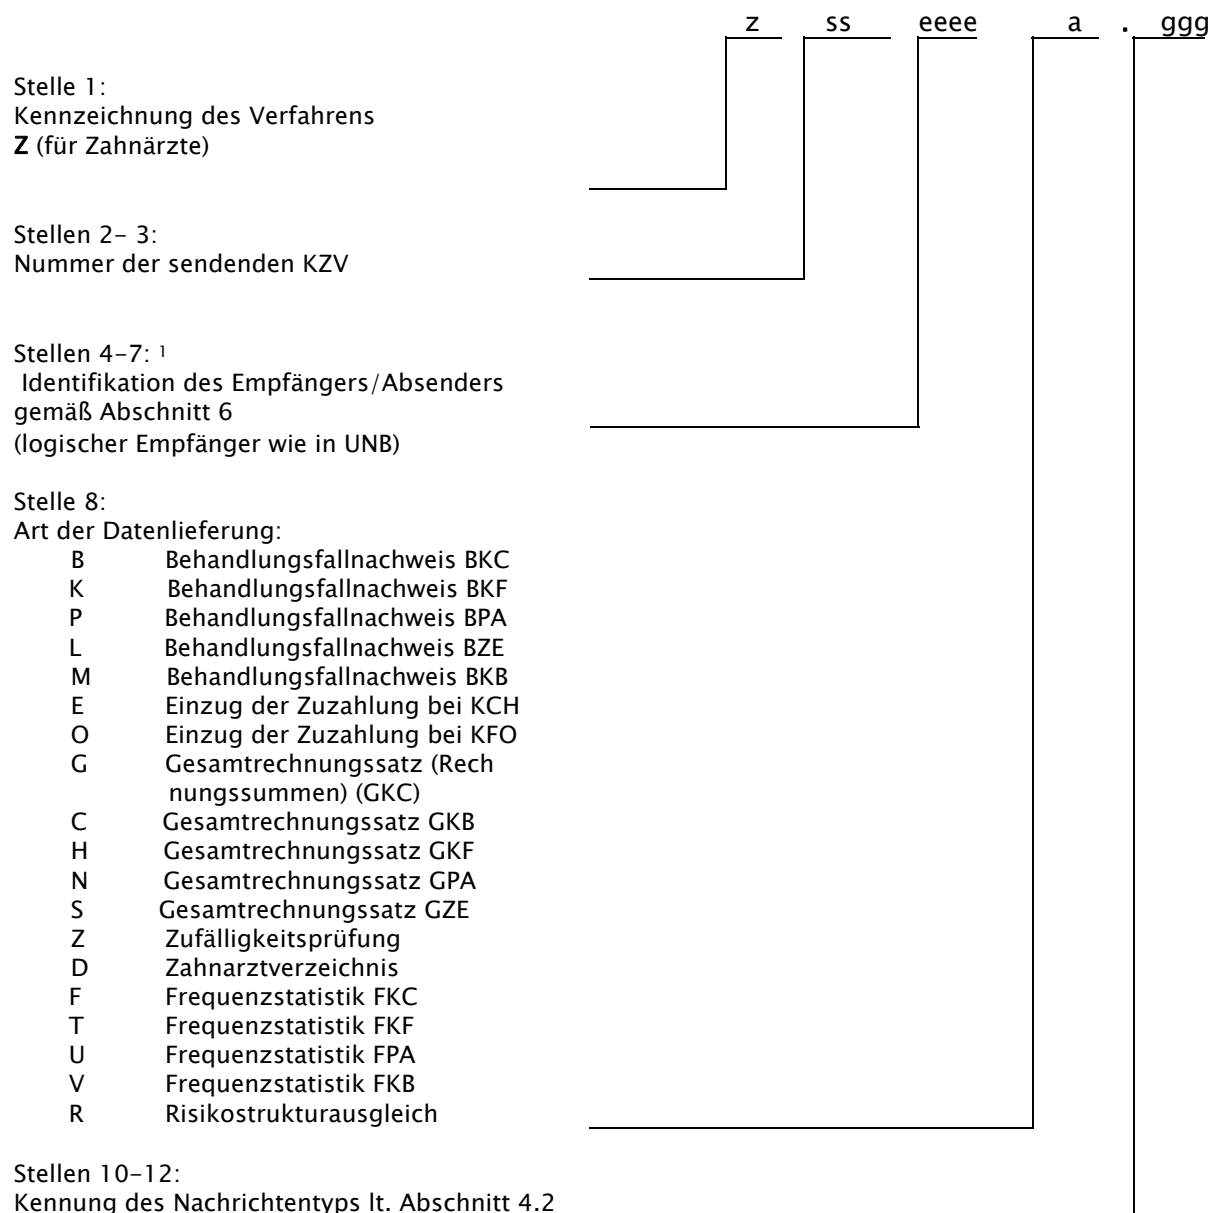 z ss eeee a . ggg
Stelle 1:
Kennzeichnung des Verfahrens
Z (für Zahnärzte)
Stellen 2- 3:
Nummer der sendenden KZV
Stellen 4-7: 1
Identifikation des Empfängers/Absenders
gemäß Abschnitt 6
(logischer Empfänger wie in UNB)
Stelle 8:
Art der Datenlieferung:
B Behandlungsfallnachweis BKC
K Behandlungsfallnachweis BKF
P Behandlungsfallnachweis BPA
L Behandlungsfallnachweis BZE
M Behandlungsfallnachweis BKB
E Einzug der Zuzahlung bei KCH
O Einzug der Zuzahlung bei KFO
G Gesamtrechnungssatz (Rech
nungssummen) (GKC)
C Gesamtrechnungssatz GKB
H Gesamtrechnungssatz GKF
N Gesamtrechnungssatz GPA
S Gesamtrechnungssatz GZE
Z Zufälligkeitsprüfung
D Zahnarztverzeichnis
F Frequenzstatistik FKC
T Frequenzstatistik FKF
U Frequenzstatistik FPA
V Frequenzstatistik FKB
R Risikostrukturausgleich
Stellen 10-12:
Kennung des Nachrichtentyps lt. Abschnitt 4.2